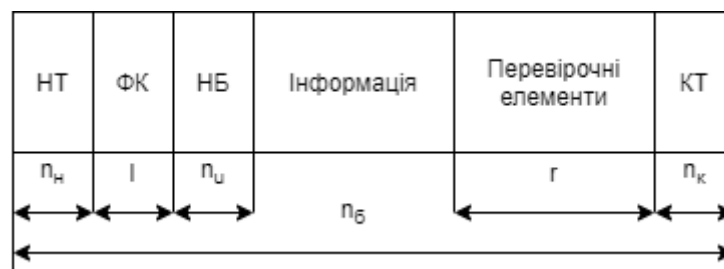 НТ
ФК
НБ
Інформація
Перевірочні
елементи
КТ
nн
l
nu
r
nк
nб